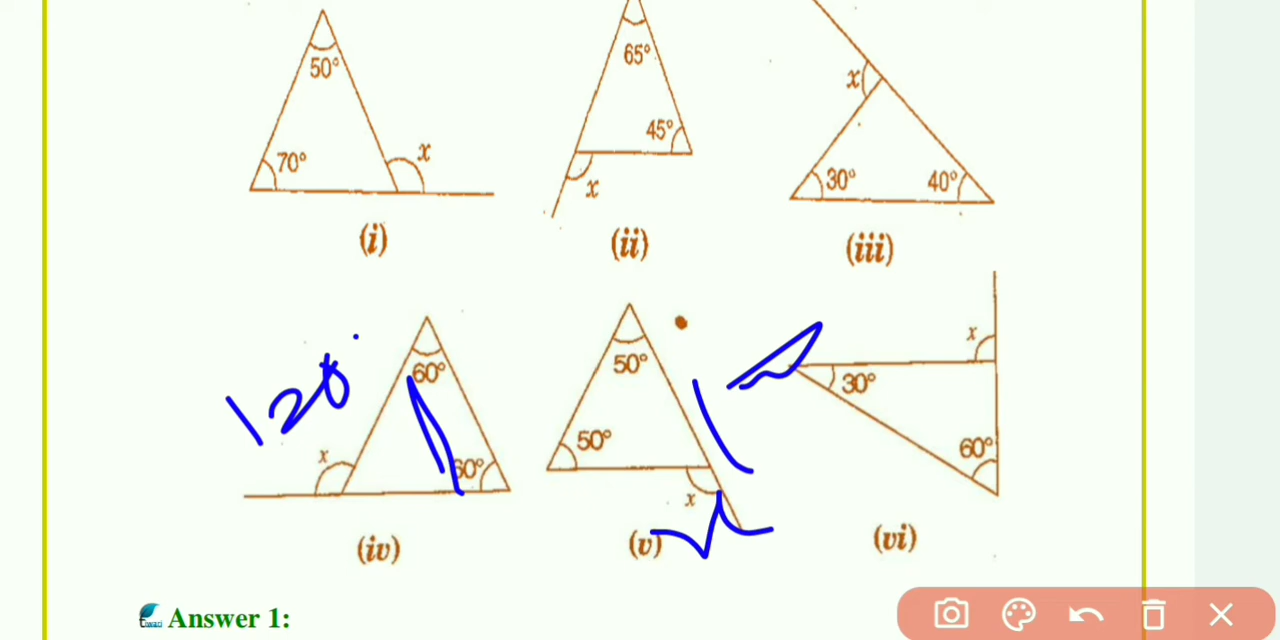 50° 65° x
70° x 45° 30° 40°
x
(i) (ii) (iii)
120° 60° 50° x 30°
x 60° 50° x 60°
(iv) (v) (vi)
Answer 1: